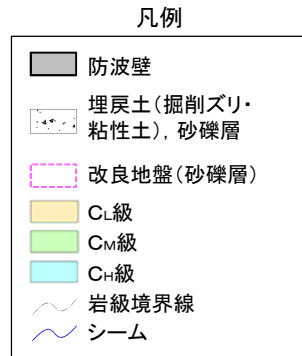 凡例
防波壁
埋戻土（掘削ズリ・
粘性土），砂礫層
改良地盤（砂礫層）
CL級
CM級
CH級
岩級境界線
シーム